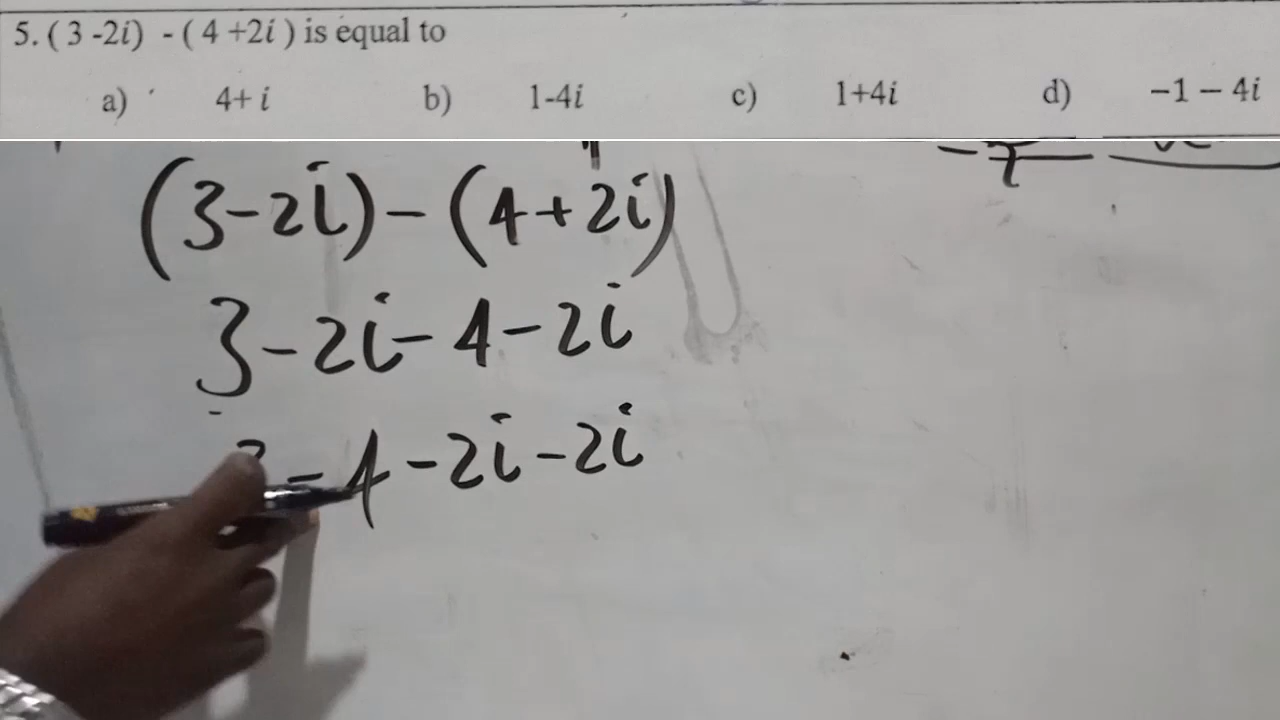 5. ( 3 -2i) - ( 4 +2i ) is equal to
a) 4+ i b) 1-4i c) 1+4i d) −1 − 4i
(3-2i) - (4+2i)
3-2i-4-2i
-4-2i-2i